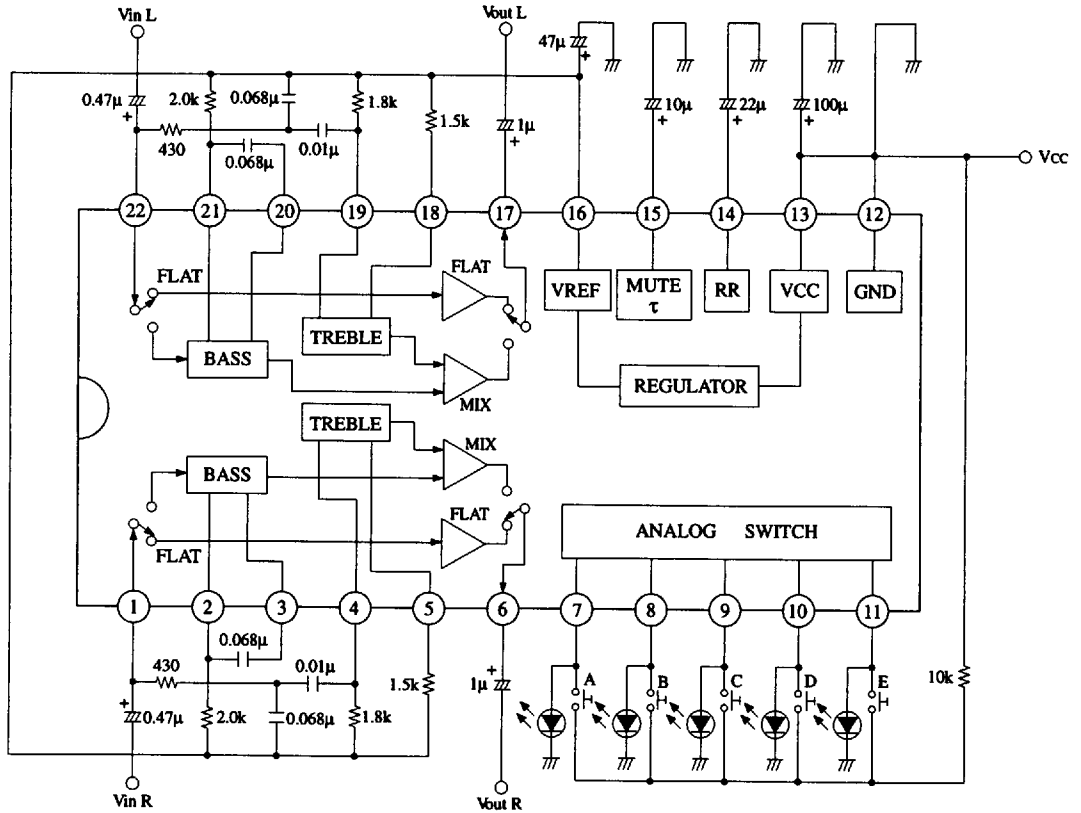 Vin L
Vout L
47μ
+
0.47μ
+
2.0k
0.068μ
1.8k
1.5k
1μ
+
10μ
+
22μ
+
100μ
+
430
0.068μ
0.01μ
Vcc
22
21
20
19
18
17
16
15
14
13
12
FLAT
FLAT
VREF
MUTE
τ
RR
VCC
GND
BASS
TREBLE
MIX
REGULATOR
TREBLE
MIX
BASS
FLAT
FLAT
ANALOG SWITCH
1
2
3
4
5
6
7
8
9
10
11
0.068μ
430
0.01μ
1.5k
+
1μ
A
B
C
D
E
10k
+
0.47μ
2.0k
0.068μ
1.8k
Vin R
Vout R